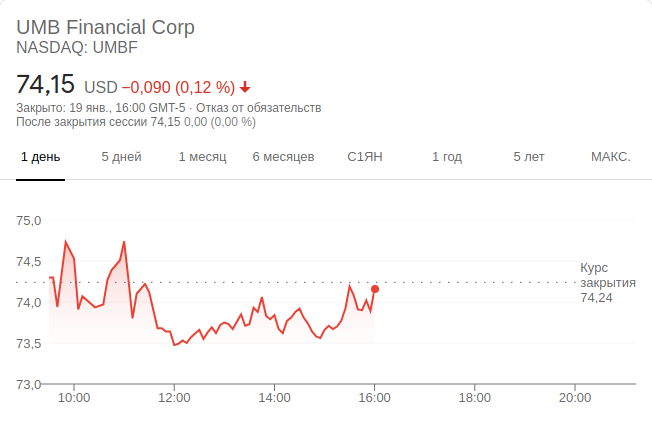 UMB Financial Corp
NASDAQ: UMBF
74,15 USD −0,090 (0,12 %)
Закрыто: 19 янв., 16:00 GMT-5 · Отказ от обязательств
После закрытия сессии 74,15 0,00 (0,00 %)
1 день 5 дней 1 месяц 6 месяцев С1ЯН 1 год 5 лет МАКС.
75,0
74,5
74,0
73,5
73,0
Курс
закрытия
74,24
10:00 12:00 14:00 16:00 18:00 20:00